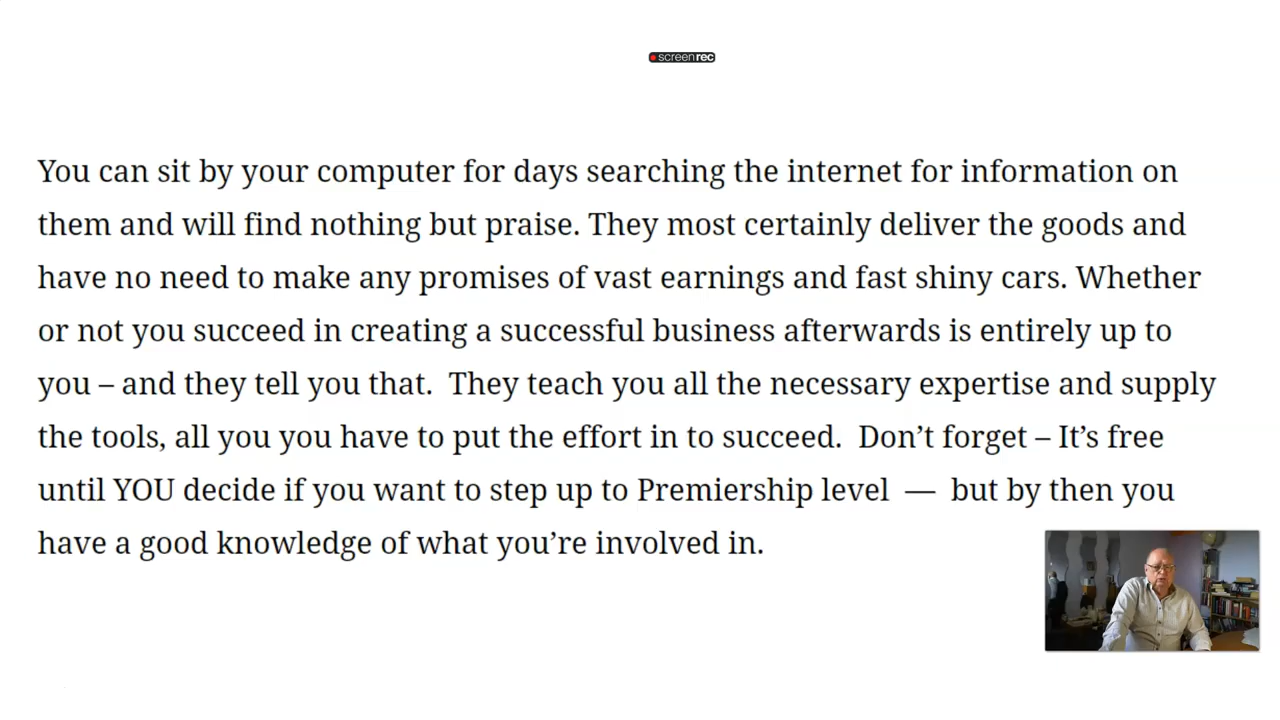 screenrec
You can sit by your computer for days searching the internet for information on
them and will find nothing but praise. They most certainly deliver the goods and
have no need to make any promises of vast earnings and fast shiny cars. Whether
or not you succeed in creating a successful business afterwards is entirely up to
you – and they tell you that.  They teach you all the necessary expertise and supply
the tools, all you you have to put the effort in to succeed.  Don’t forget – It’s free
until YOU decide if you want to step up to Premiership level  —  but by then you
have a good knowledge of what you’re involved in.